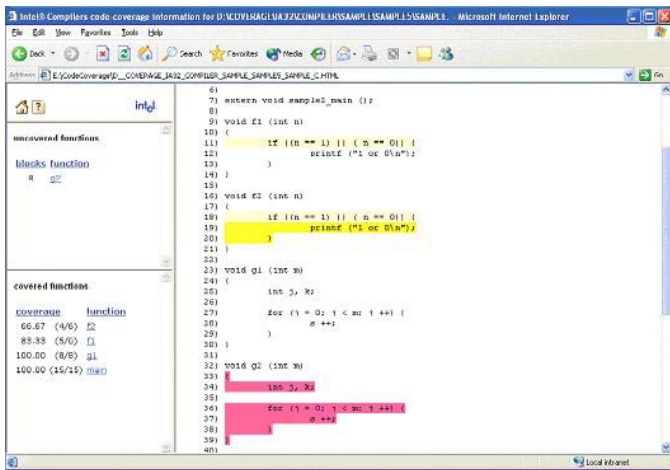 Intel® Compilers code coverage information for D:\COVERAGE\IA32\COMPILER\SAMPLE\SAMPLE5\SAMPLE. - Microsoft Internet Explorer
File Edit View Favorites Tools Help
Back Search Favorites Media
Address E:\CodeCoverage\D__COVERAGE_IA32_COMPILER_SAMPLE_SAMPLE5_SAMPLE_C.HTML Go
intel
uncovered functions
blocks function
8 g2
covered functions
coverage function
66.67 (4/6) f2
83.33 (5/6) f1
100.00 (8/8) g1
100.00 (15/15) main
6)
7) extern void sample2_main ();
8)
9) void f1 (int n)
10) {
11) if ((n == 1) || ( n == 0)) {
12) printf ("1 or 0\n");
13) }
14) }
15)
16) void f2 (int n)
17) {
18) if ((n == 1) || ( n == 0)) {
19) printf ("1 or 0\n");
20) }
21) }
22)
23) void g1 (int m)
24) {
25) int j, k;
26)
27) for (j = 0; j < m; j ++) {
28) s ++;
29) }
30) }
31)
32) void g2 (int m)
33) {
34) int j, k;
35)
36) for (j = 0; j < m; j ++) {
37) s ++;
38) }
39) }
40)
Local intranet